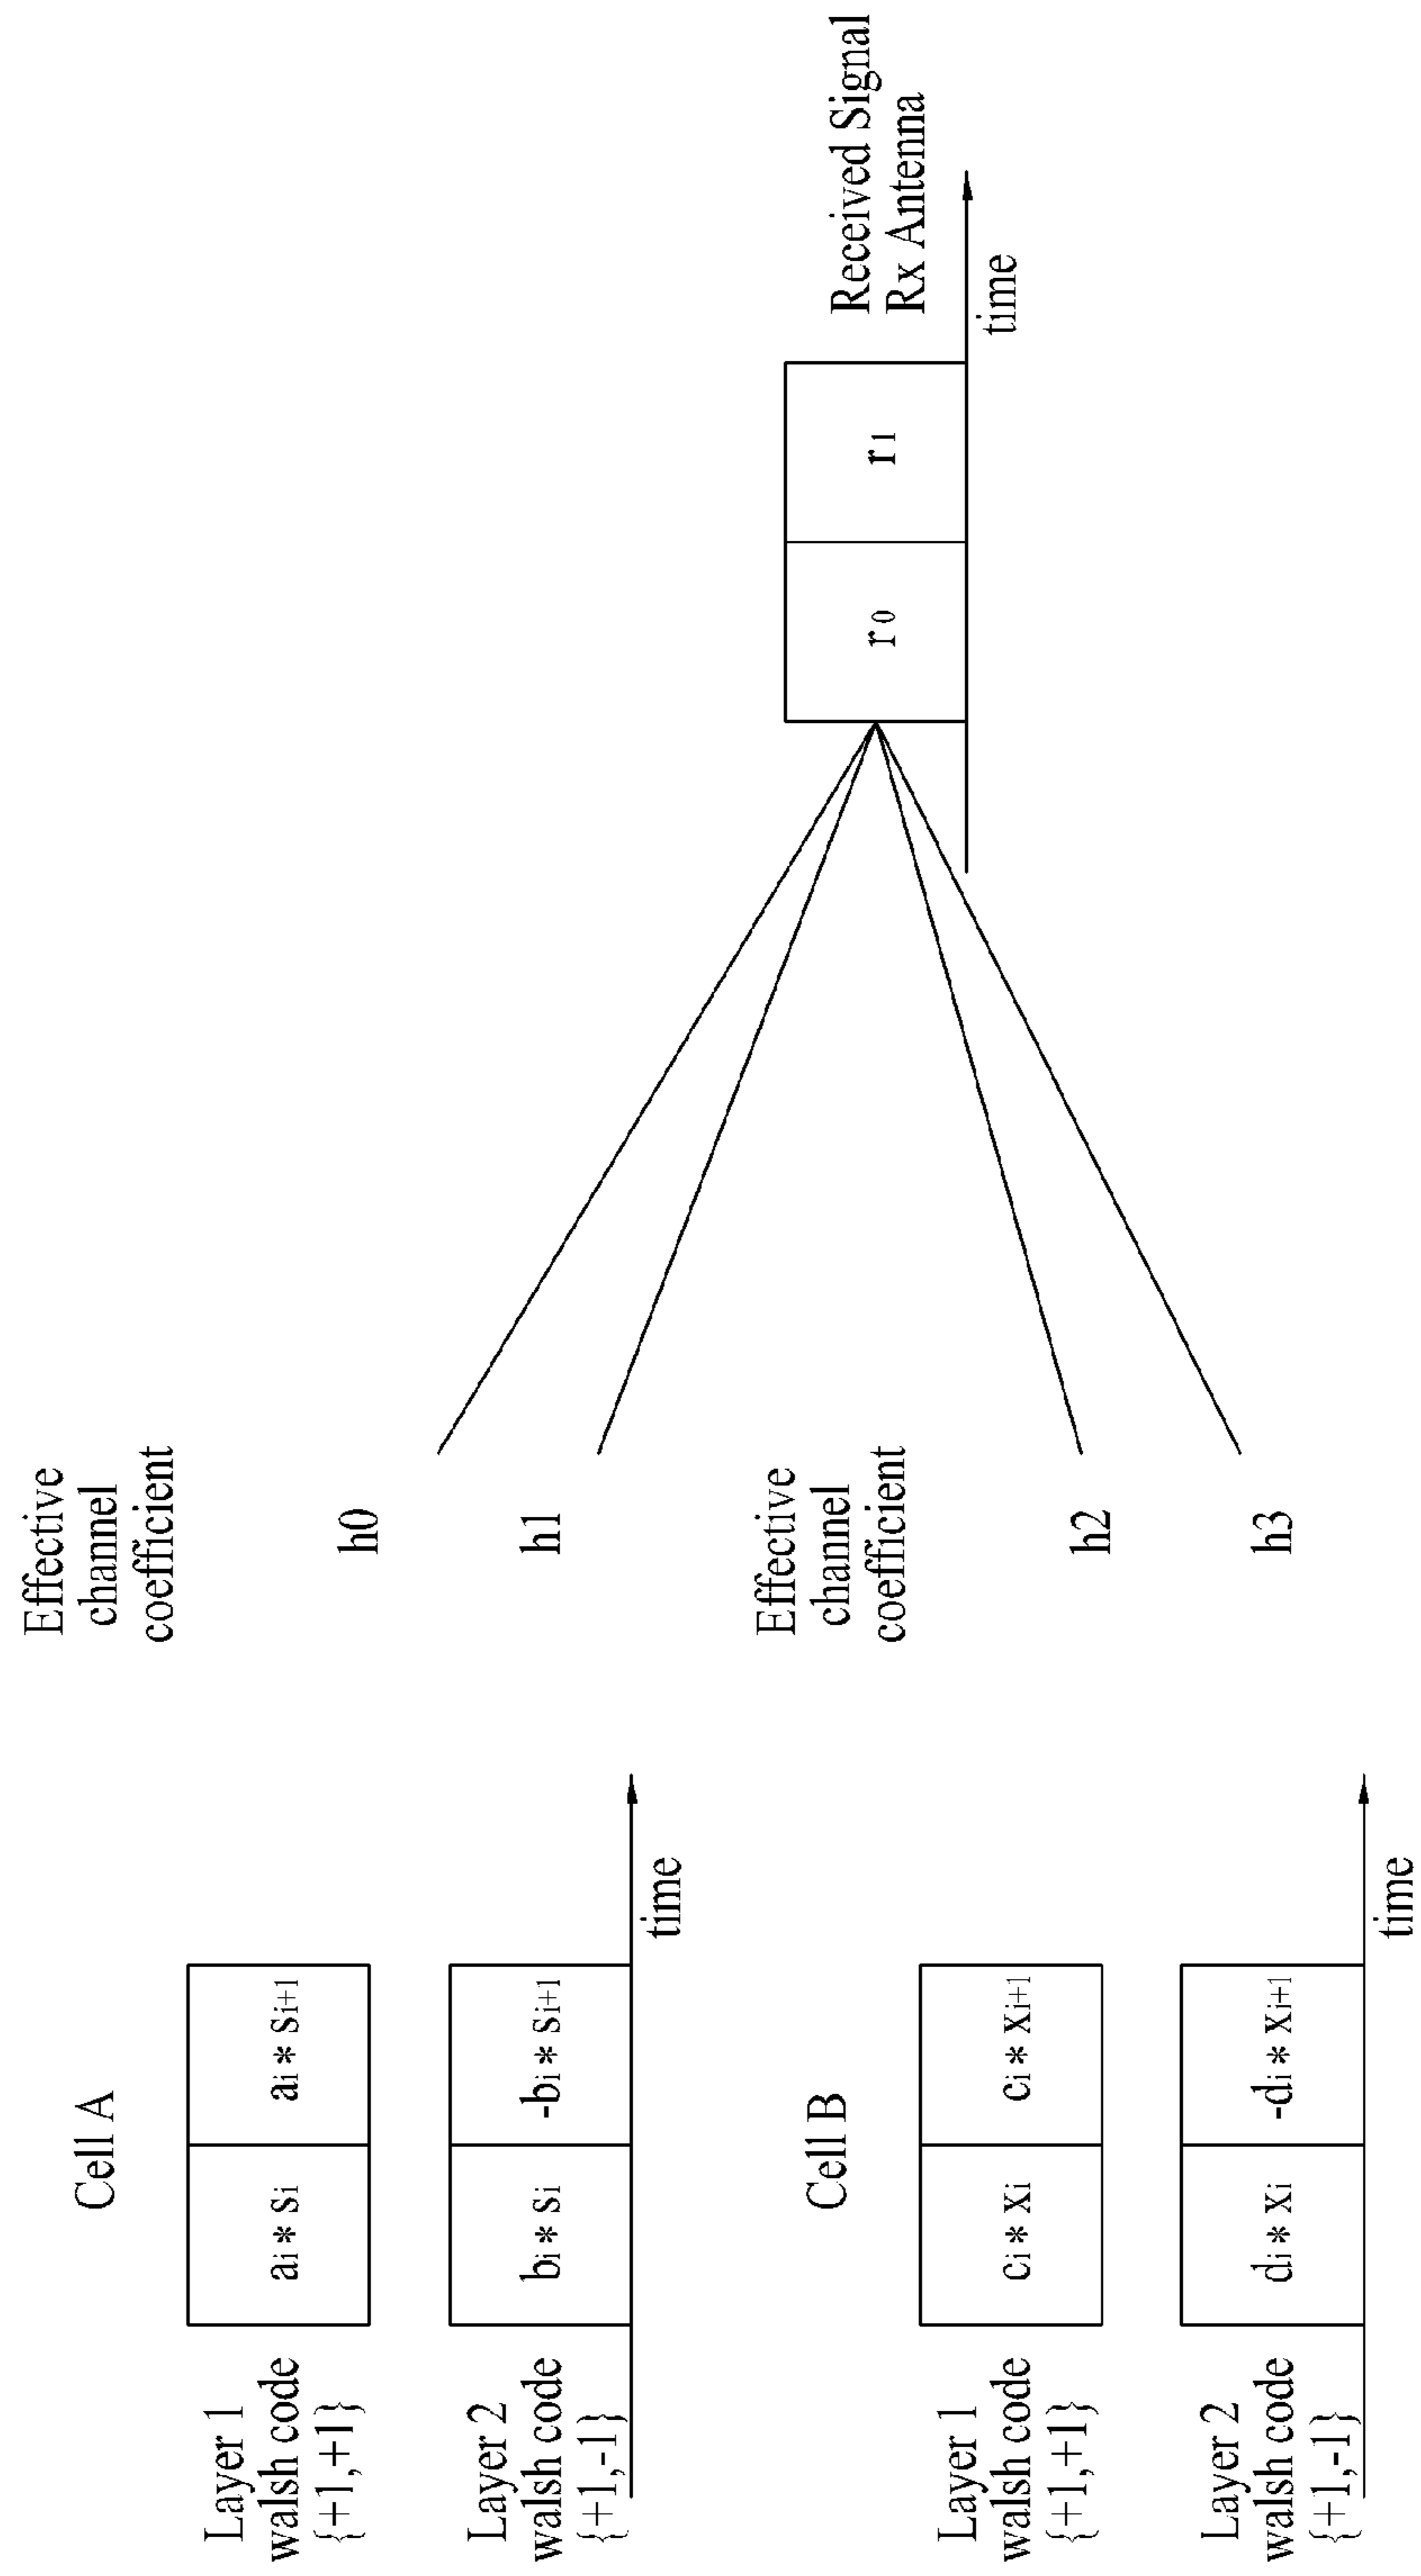 Cell A
Effective
channel
coefficient
Layer 1
walsh code
{+1,+1}
ai * Si
ai * Si+1
h0
Layer 2
walsh code
{+1,-1}
bi * Si
-bi * Si+1
h1
time
Received Signal
Rx Antenna
r0
r1
time
Cell B
Effective
channel
coefficient
Layer 1
walsh code
{+1,+1}
ci * Xi
ci * Xi+1
h2
Layer 2
walsh code
{+1,-1}
di * Xi
-di * Xi+1
h3
time